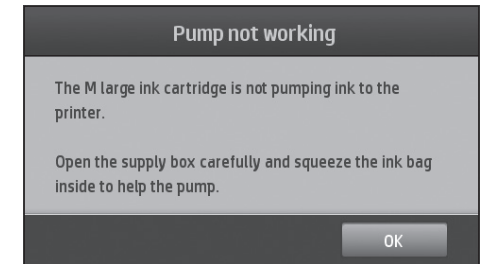 Pump not working
The M large ink cartridge is not pumping ink to the
printer.
Open the supply box carefully and squeeze the ink bag
inside to help the pump.
OK